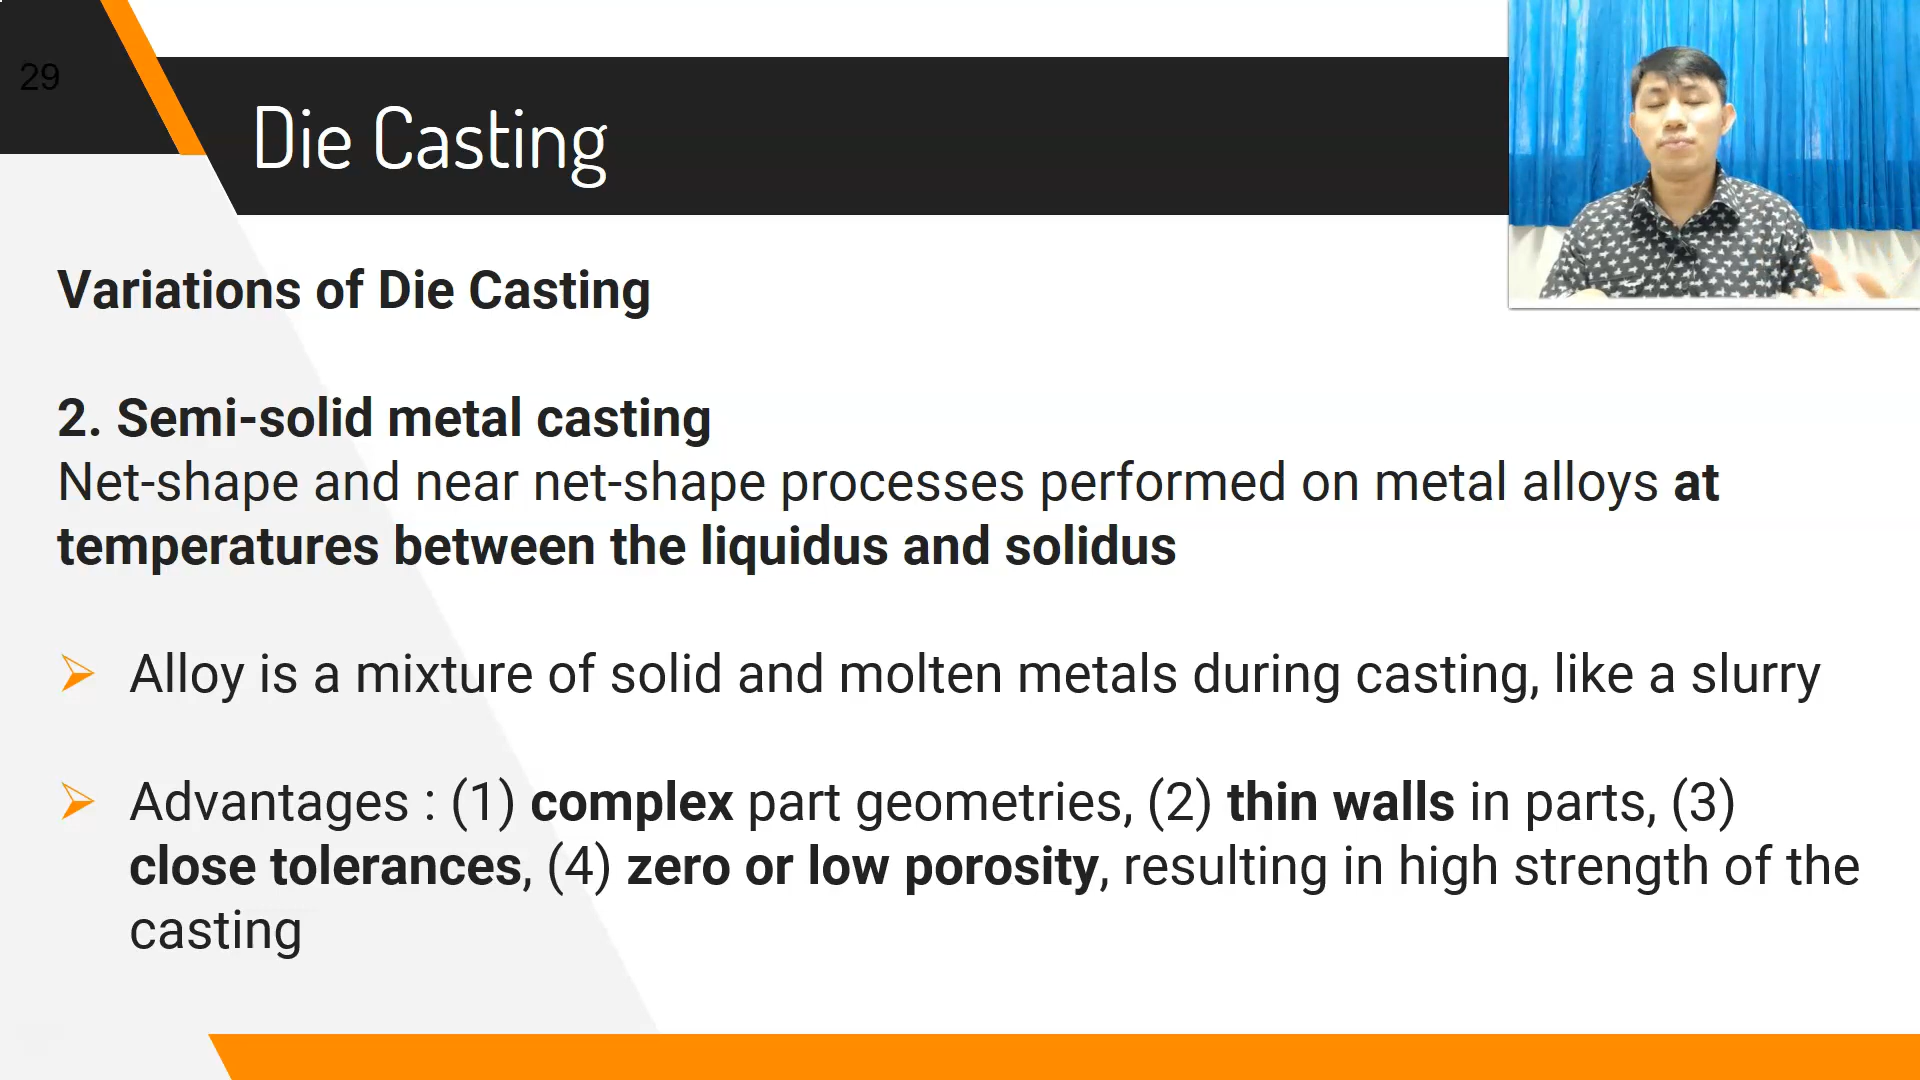 29
Die Casting
Variations of Die Casting
2. Semi-solid metal casting
Net-shape and near net-shape processes performed on metal alloys at
temperatures between the liquidus and solidus
Alloy is a mixture of solid and molten metals during casting, like a slurry
Advantages : (1) complex part geometries, (2) thin walls in parts, (3)
close tolerances, (4) zero or low porosity, resulting in high strength of the
casting